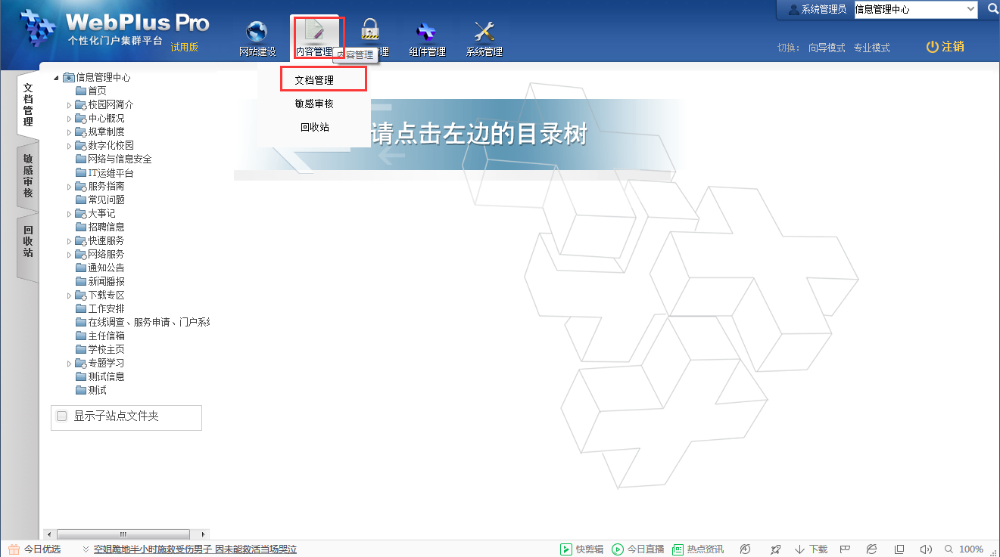 WebPlus Pro
个性化门户集群平台
试用版
网站建设
内容管理
内容管理
管理
组件管理
系统管理
系统管理员
信息管理中心
切换: 向导模式 专业模式
注销
文档管理
敏感审核
回收站
文档管理
敏感审核
回收站
信息管理中心
首页
校园网简介
中心概况
规章制度
数字化校园
网络与信息安全
IT运维平台
服务指南
常见问题
大事记
招聘信息
快速服务
网络服务
通知公告
新闻播报
下载专区
工作安排
在线调查、服务申请、门户系统
主任信箱
学校主页
专题学习
测试信息
测试
显示子站点文件夹
请点击左边的目录树
今日优选
空姐跪地半小时施救受伤男子 因未能救活当场哭泣
快剪辑
今日直播
热点资讯
下载
100%